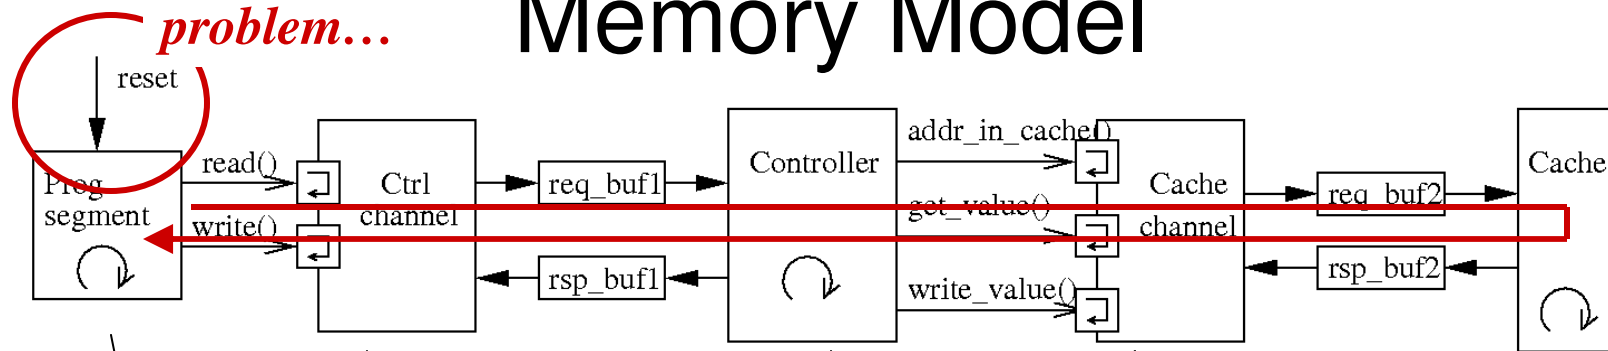 problem…
Memory Model
reset
Prog
segment
read()
write()
Ctrl
channel
req_buf1
rsp_buf1
Controller
addr_in_cache()
get_value()
write_value()
Cache
channel
req_buf2
rsp_buf2
Cache